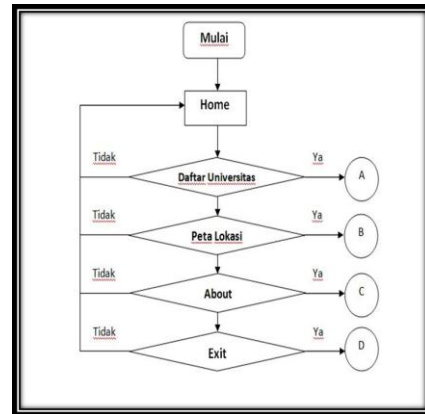 Mulai
Home
Tidak
Ya
Daftar Universitas
A
Tidak
Ya
Peta Lokasi
B
Tidak
Ya
About
C
Tidak
Ya
Exit
D